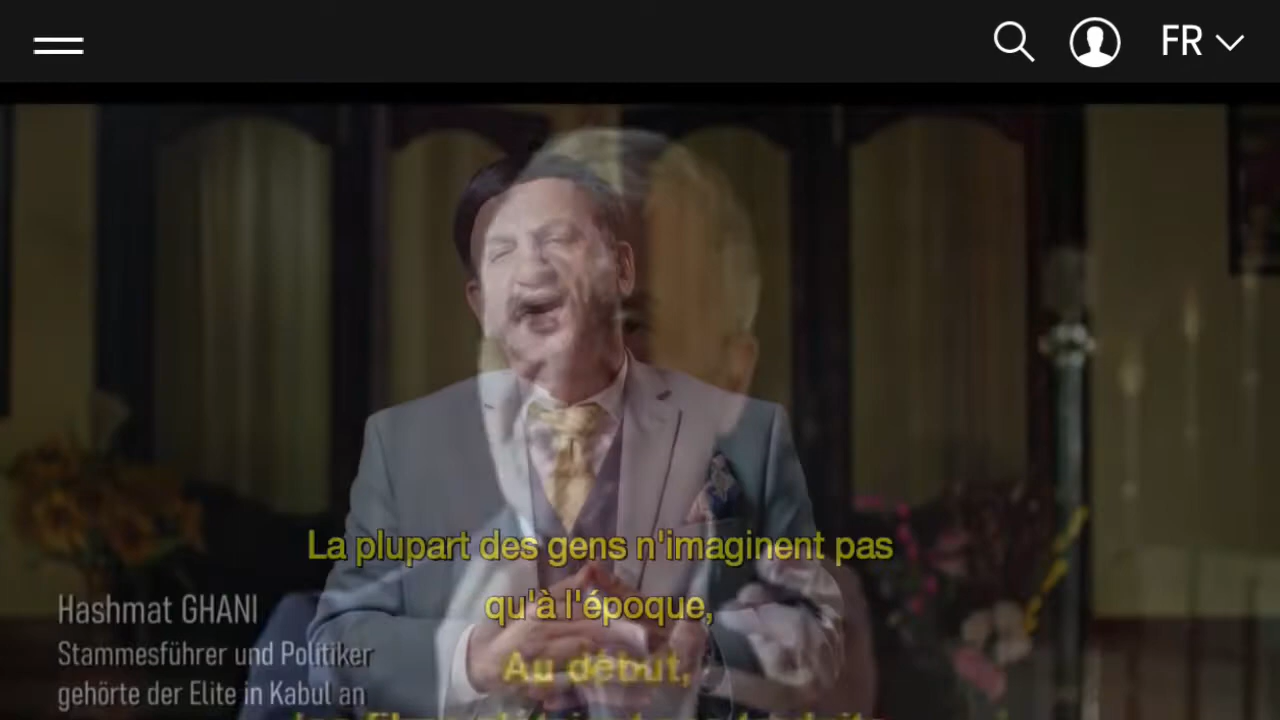 FR
La plupart des gens n'imaginent pas
qu'à l'époque,
Hashmat GHANI
Au début,
Stammesführer und Politiker
gehörte der Elite in Kabul an